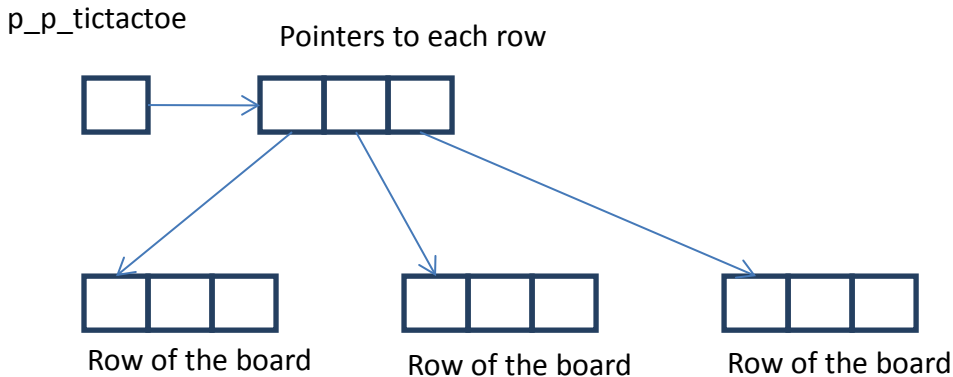 p_p_tictactoe
Pointers to each row
Row of the board
Row of the board
Row of the board